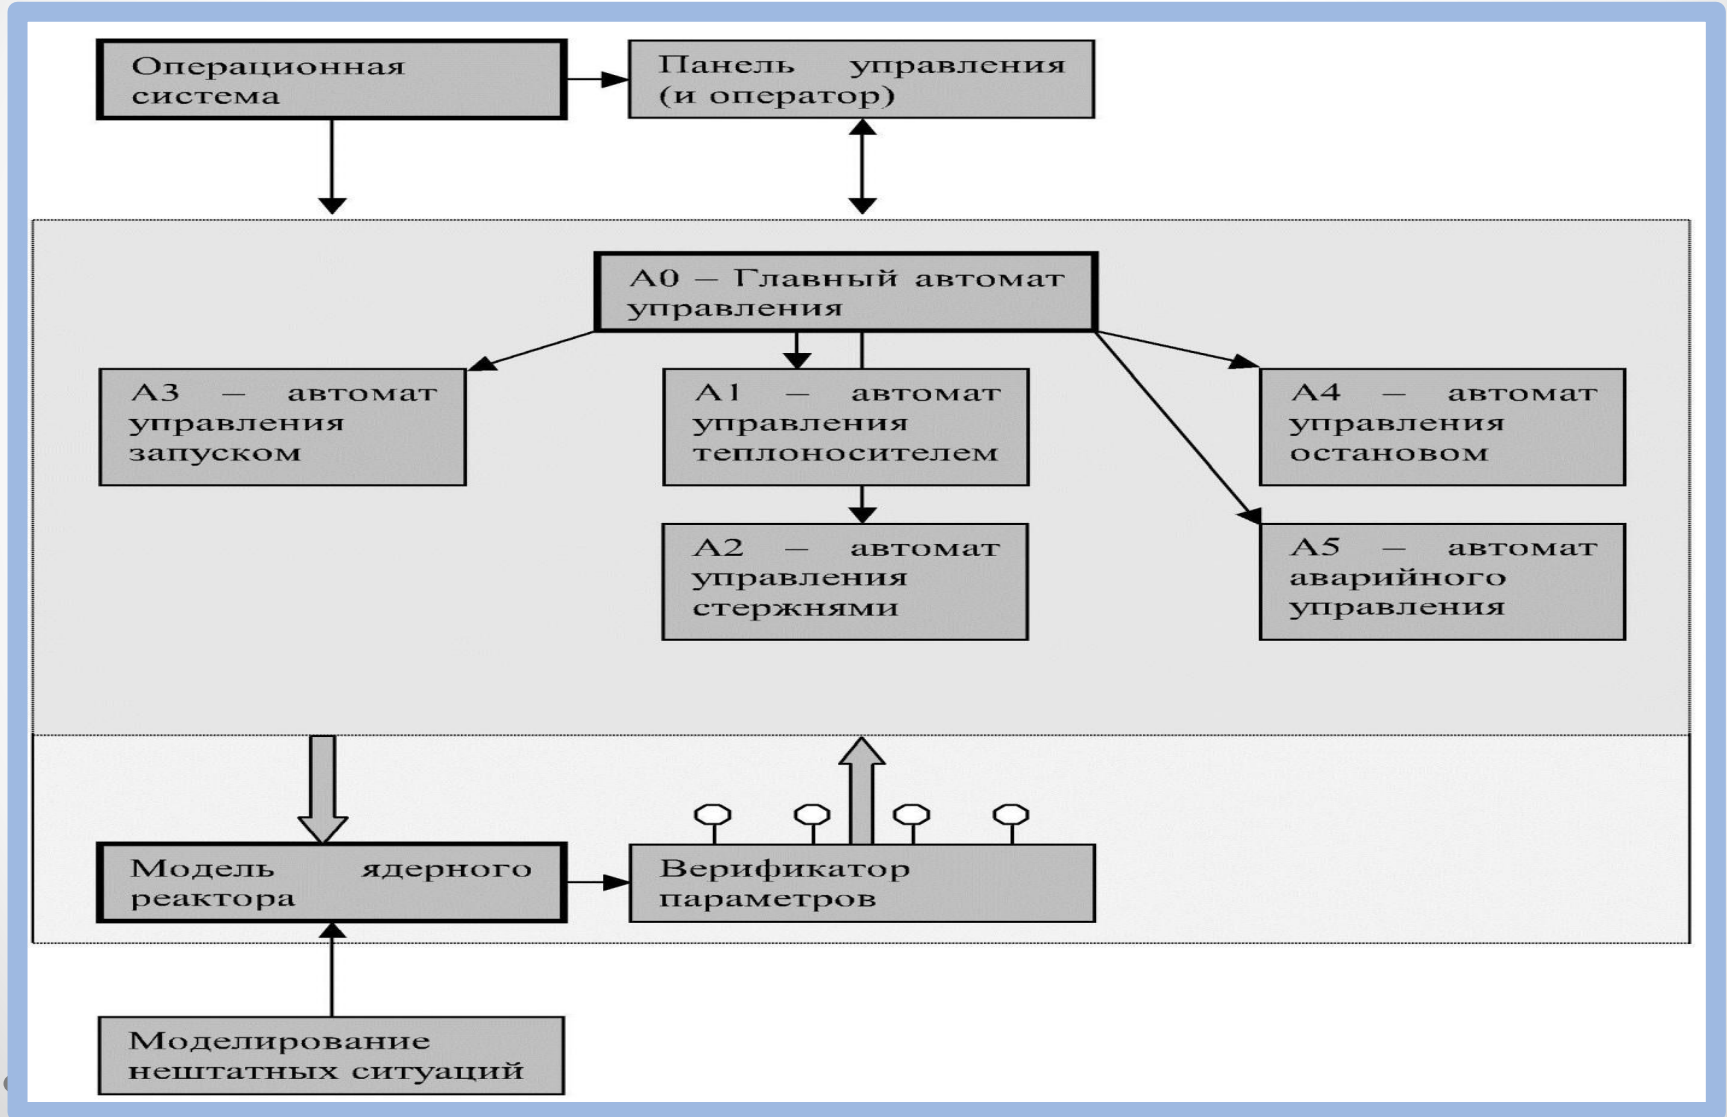 Операционная
система
Панель управления
(и оператор)
А0 – Главный автомат
управления
А3 – автомат
управления
запуском
А1 – автомат
управления
теплоносителем
А4 – автомат
управления
остановом
А2 – автомат
управления
стержнями
А5 – автомат
аварийного
управления
Модель ядерного
реактора
Верификатор
параметров
Моделирование
нештатных ситуаций